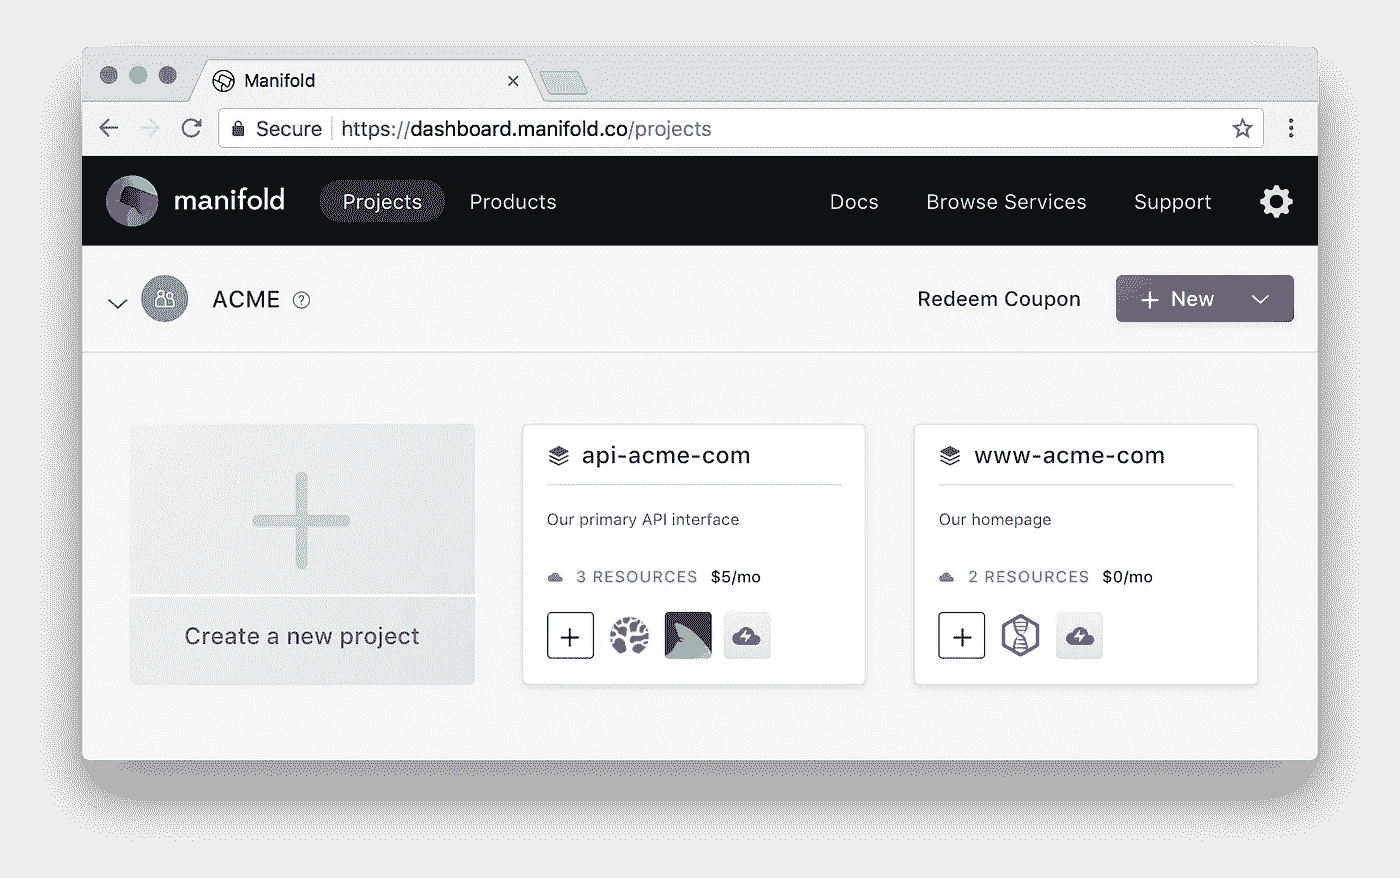 Manifold
Secure https://dashboard.manifold.co/projects
manifold Projects Products Docs Browse Services Support
ACME ? Redeem Coupon + New
Create a new project
api-acme-com
Our primary API interface
3 RESOURCES $5/mo
www-acme-com
Our homepage
2 RESOURCES $0/mo